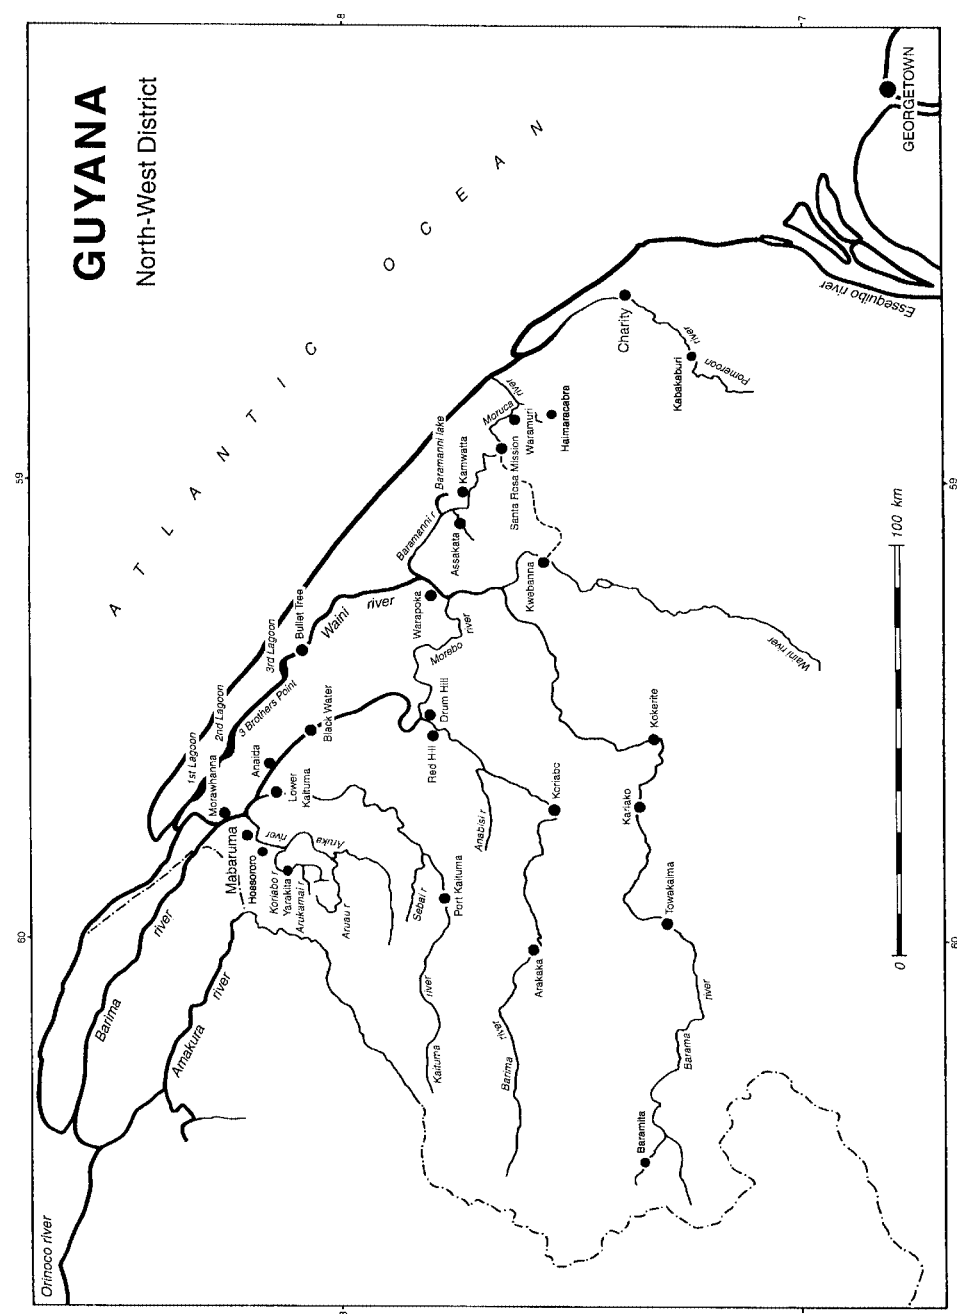 GUYANA
North-West District
8
7
59
59
60
60
8
ATLANTIC OCEAN
GEORGETOWN
Essequibo river
Charity
Kabakaburi
Pomeroon river
Moruca river
Waramuri
Haimaracabra
Santa Rosa Mission
Baramanni lake
Kamwatta
Baramanni r
Assakata
Kwebanna
Waini river
Warapoka
Morebo river
Waini river
Bullet Tree
3rd Lagoon
2nd Lagoon
1st Lagoon
3 Brothers Point
Black Water
Drum Hill
Red Hill
Anaida
Lower
Kaituma
Morawhanna
Mabaruma
Hosororo
Koriabo r
Yarakita
Arukamai r
Aruau r
Aruka river
Sebai r
Port Kaituma
Kaituma river
Anabisi r
Koriabo
Arakaka
Barima river
Kokerite
Kariako
Towakaima
Barama river
Baramita
Barima river
Amakura river
Orinoco river
0
100 km